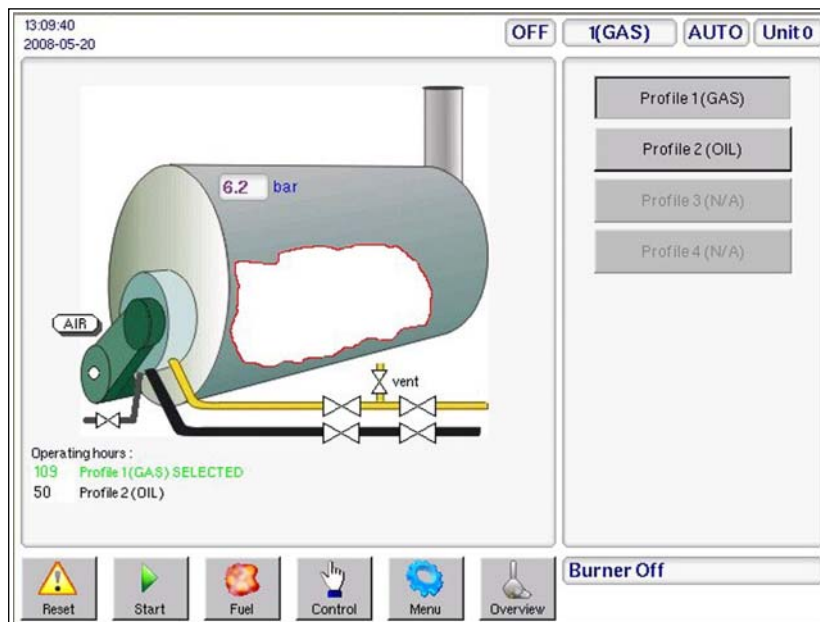 13:09:40
2008-05-20
OFF
1(GAS)
AUTO
Unit 0
6.2 bar
AIR
vent
Operating hours :
109 Profile 1(GAS) SELECTED
50 Profile 2 (OIL)
Profile 1(GAS)
Profile 2 (OIL)
Profile 3 (N/A)
Profile 4 (N/A)
Burner Off
Reset
Start
Fuel
Control
Menu
Overview